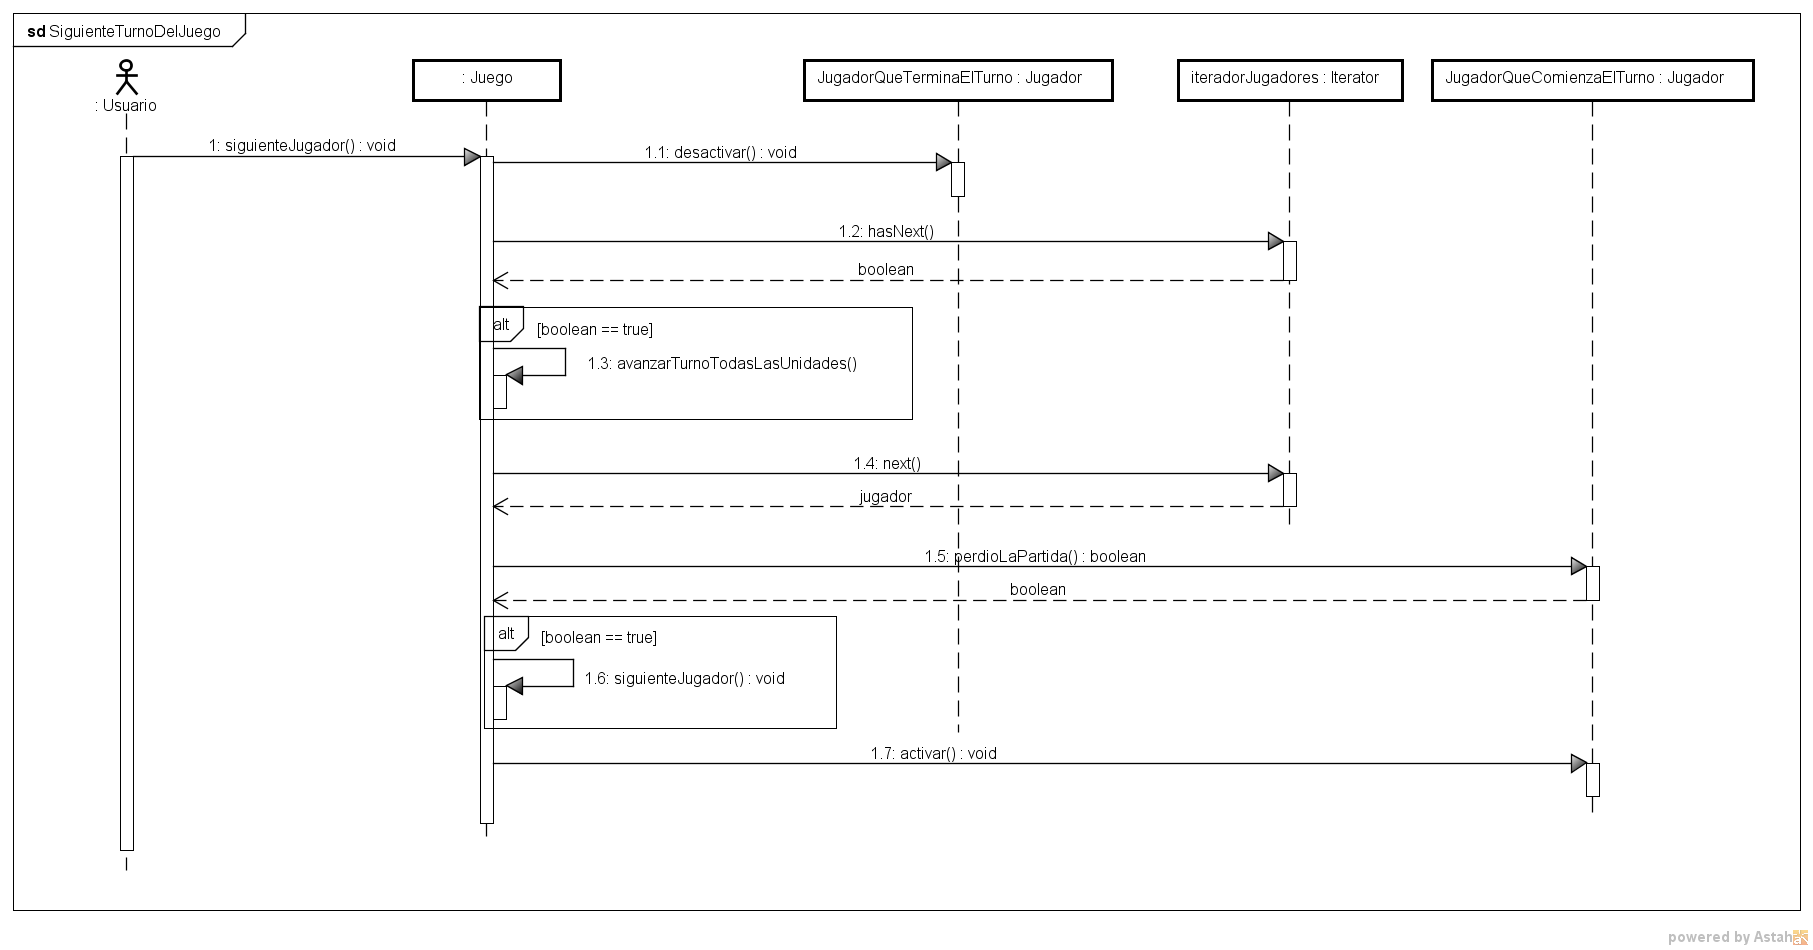 sd SiguienteTurnoDelJuego
: Usuario
: Juego
JugadorQueTerminaElTurno : Jugador
iteradorJugadores : Iterator
JugadorQueComienzaElTurno : Jugador
1: siguienteJugador() : void
1.1: desactivar() : void
1.2: hasNext()
boolean
alt
[boolean == true]
1.3: avanzarTurnoTodasLasUnidades()
1.4: next()
jugador
1.5: perdioLaPartida() : boolean
boolean
alt
[boolean == true]
1.6: siguienteJugador() : void
1.7: activar() : void
powered by Astah